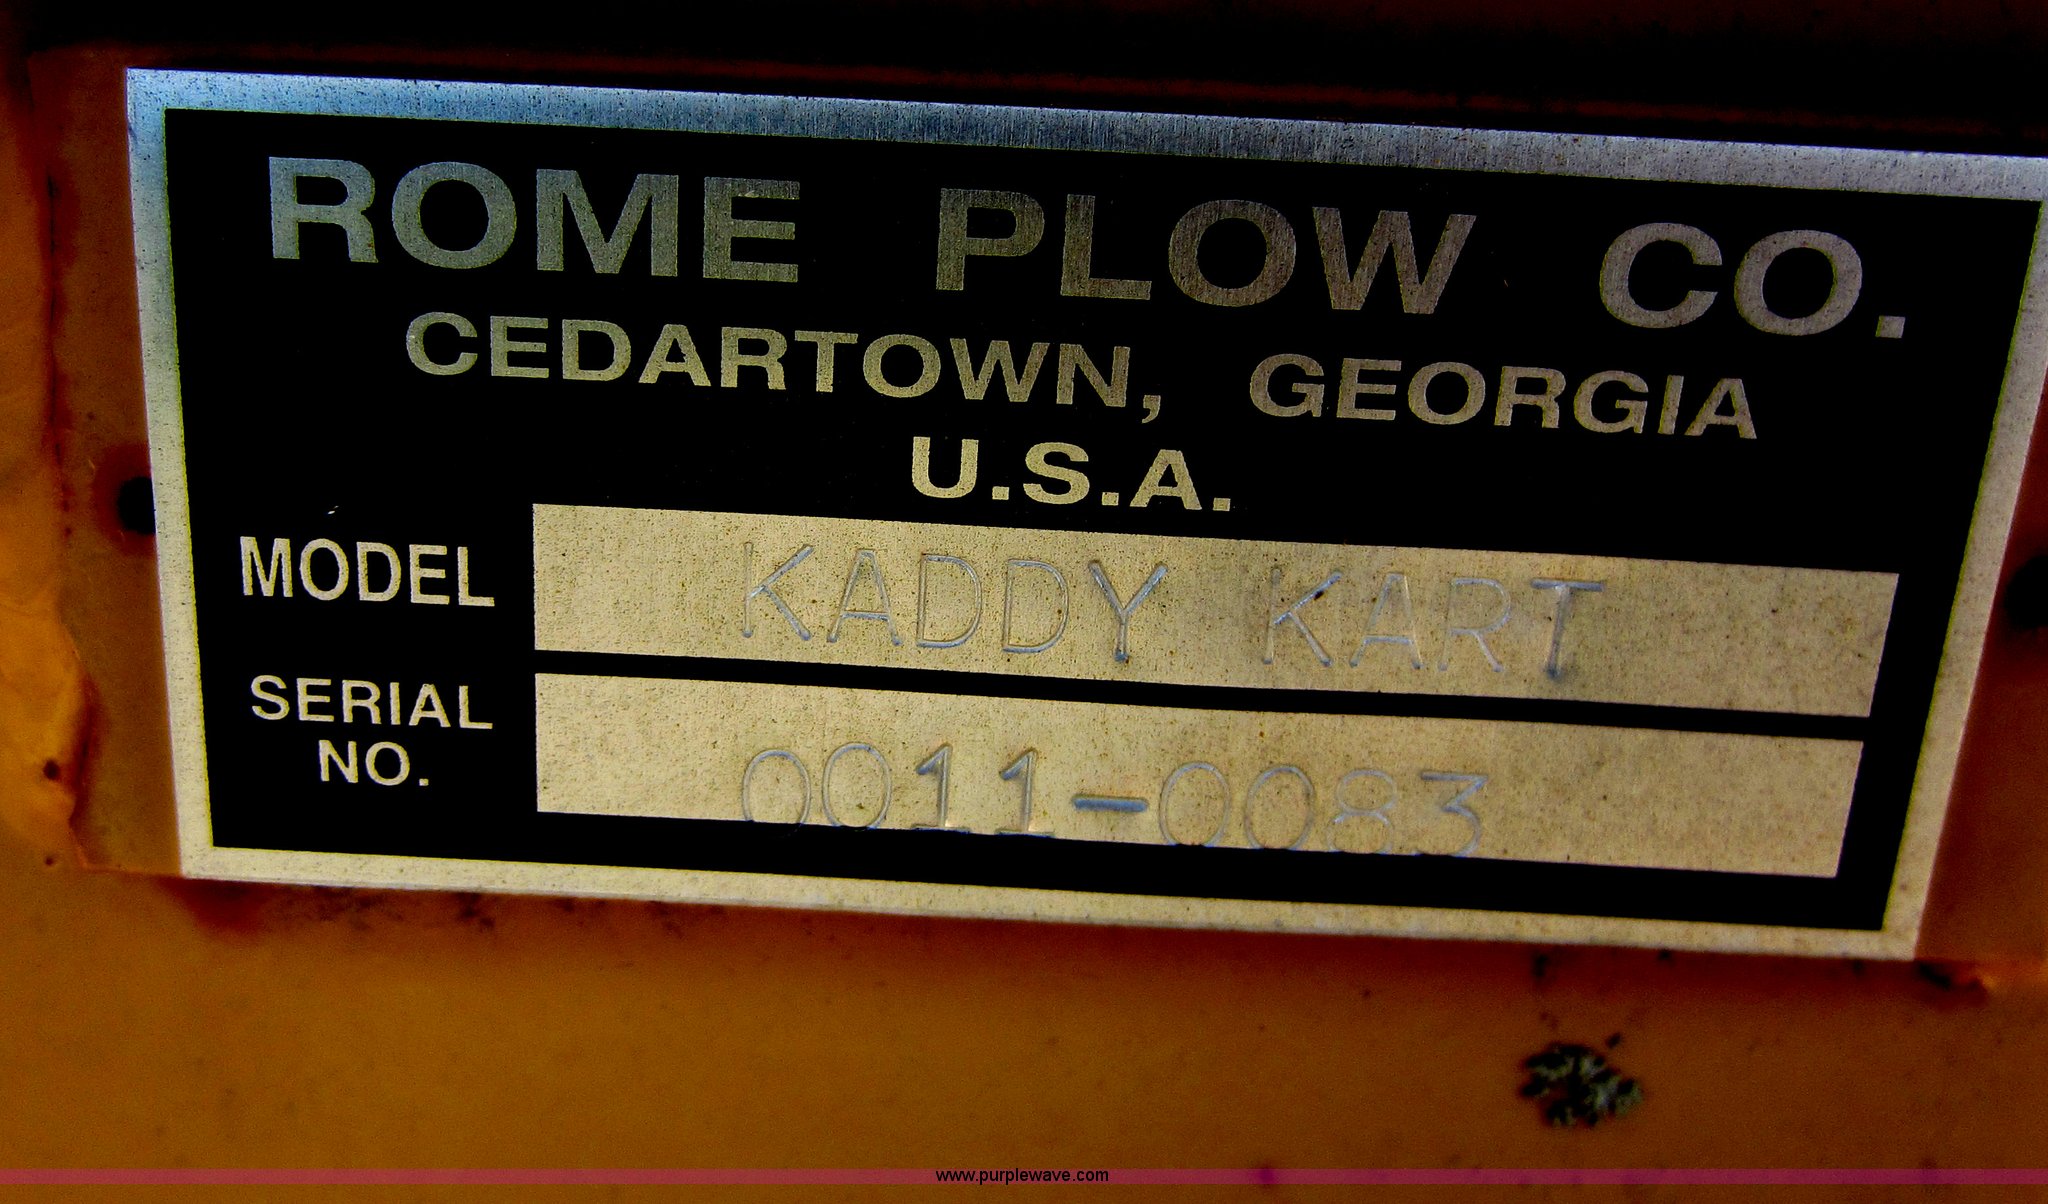 ROME PLOW CO.
CEDARTOWN, GEORGIA
U.S.A.
MODEL KADDY KART
SERIAL NO. 0011-0083
www.purplewave.com